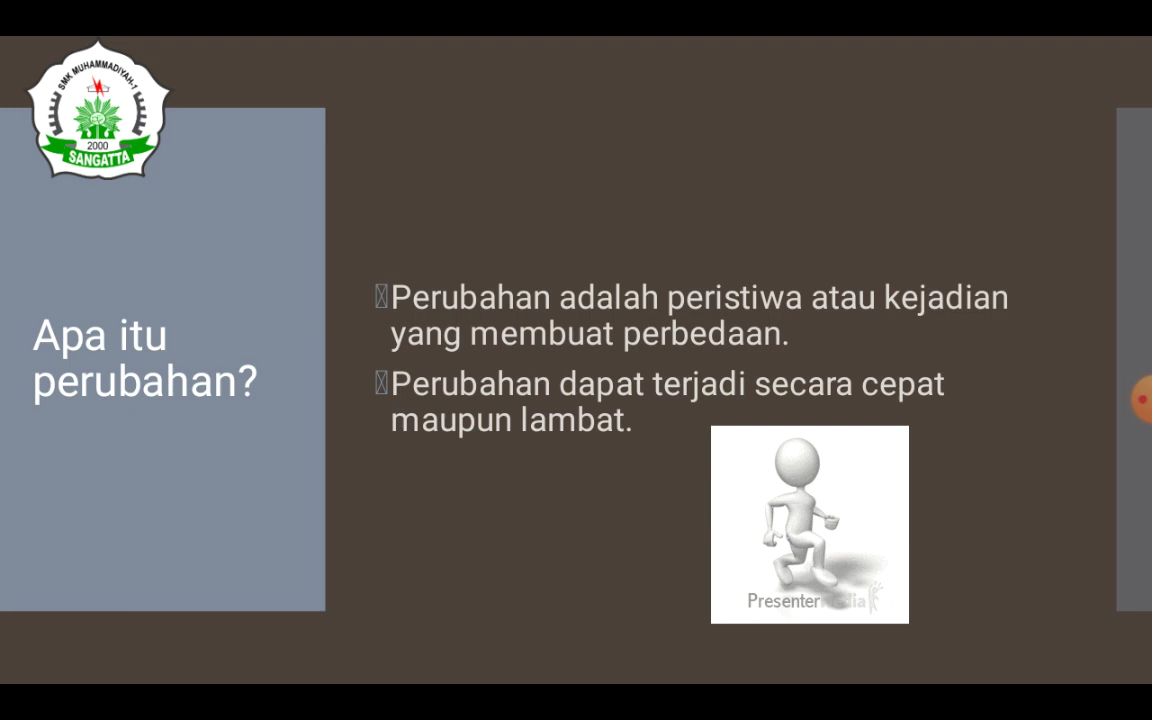 SMK MUHAMMADIYAH-1
2000
SANGATTA
Apa itu
perubahan?
Perubahan adalah peristiwa atau kejadian
yang membuat perbedaan.
Perubahan dapat terjadi secara cepat
maupun lambat.
PresenterMedia